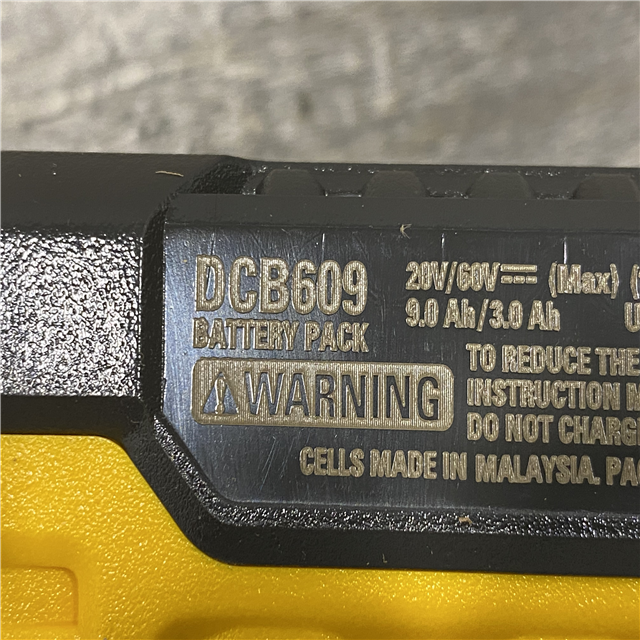 DCB609
BATTERY PACK
20V/60V⎓ (Max) (
9.0 Ah/3.0 Ah U
WARNING
TO REDUCE THE
INSTRUCTION M
DO NOT CHARG
CELLS MADE IN MALAYSIA. PA